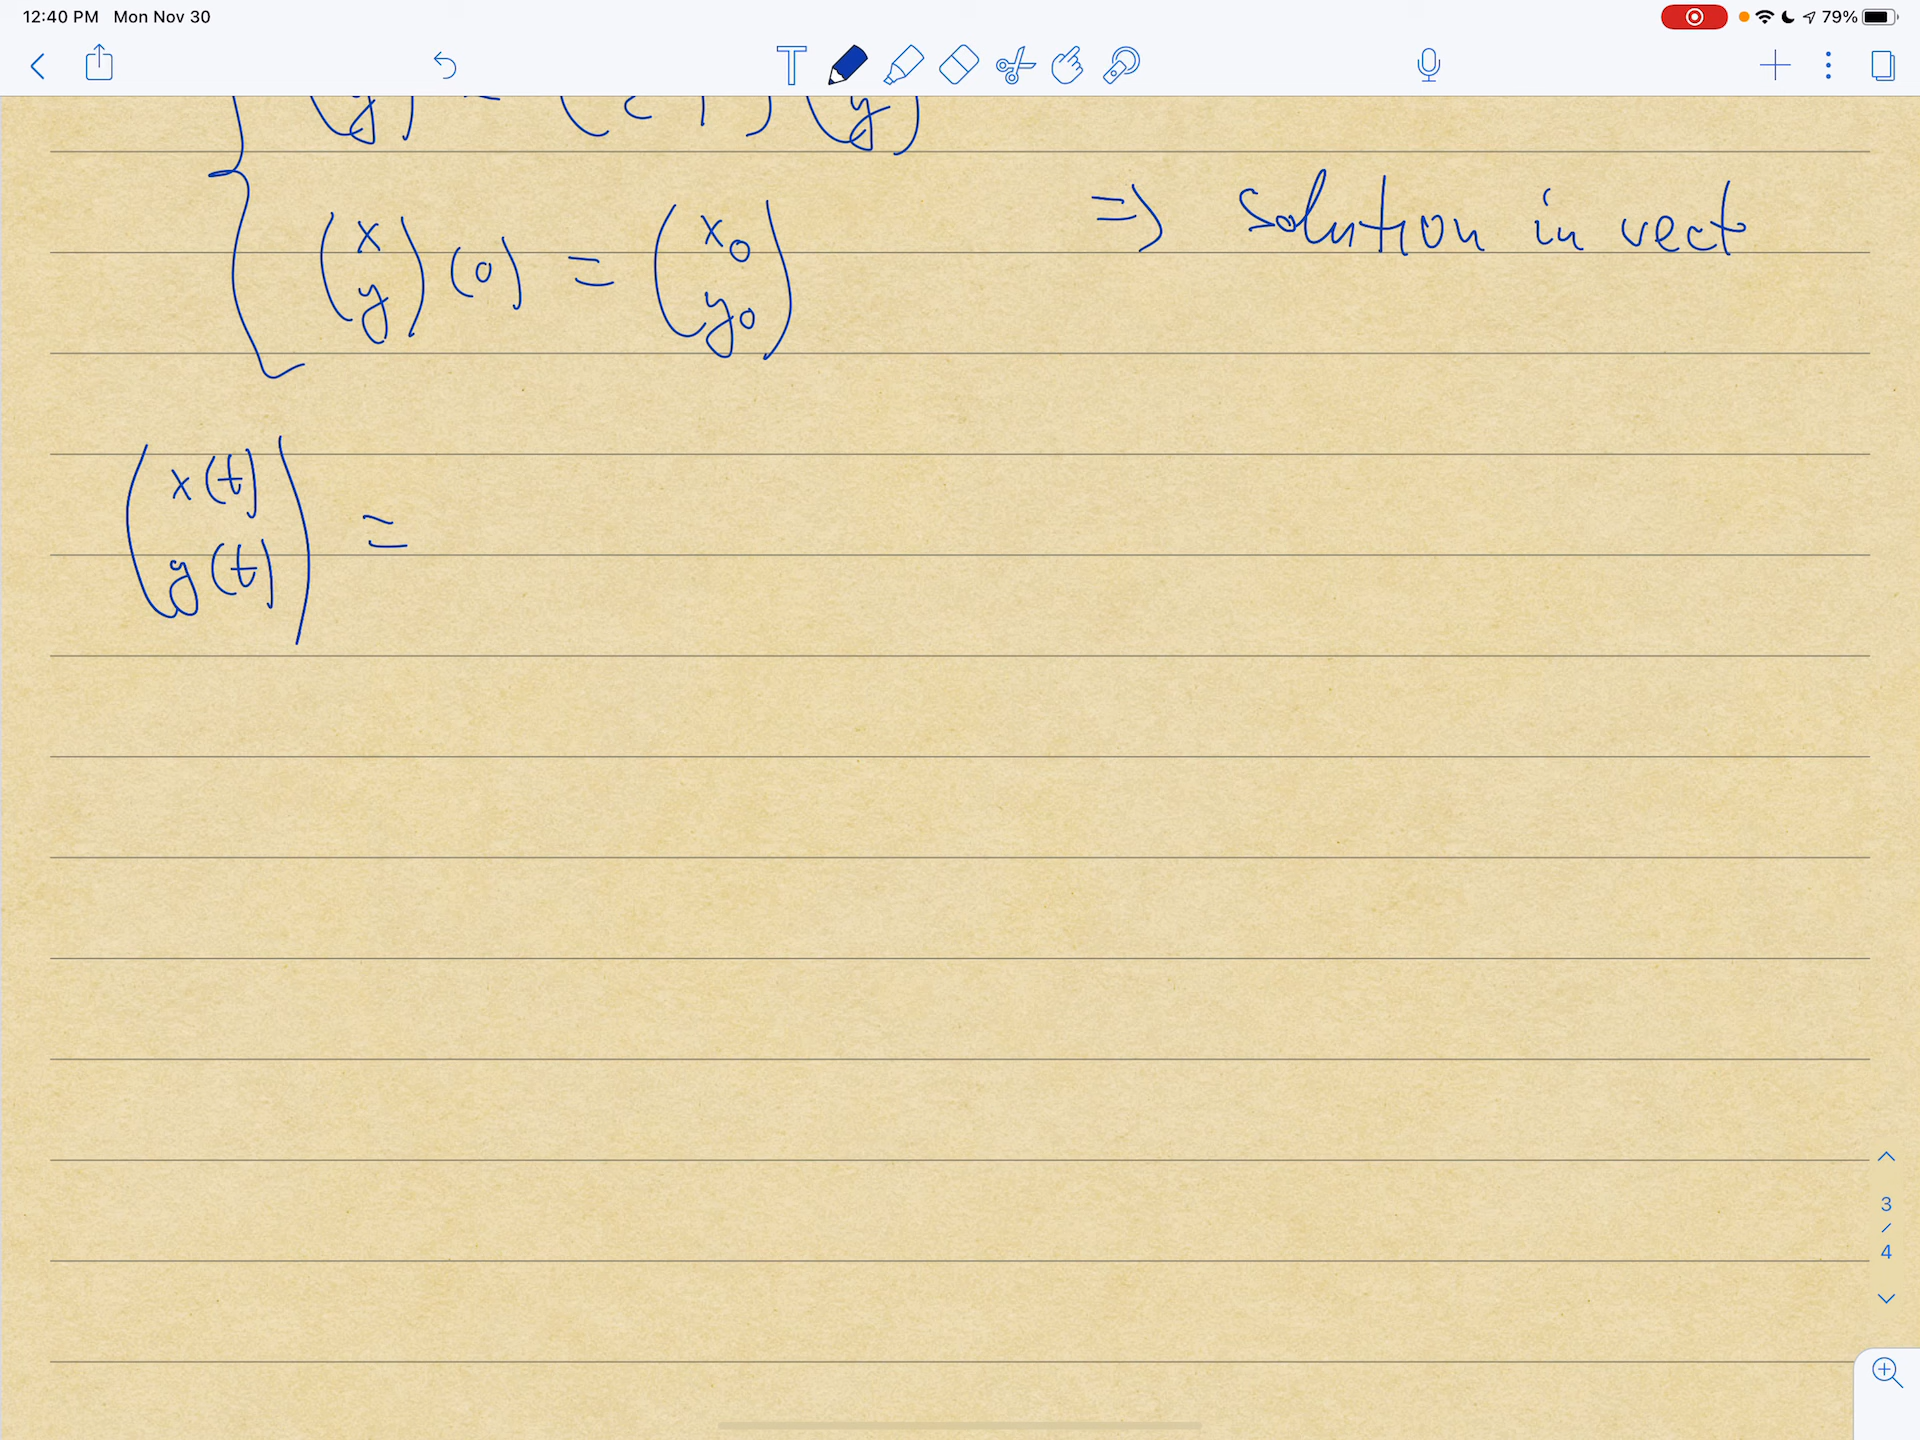 12:40 PM Mon Nov 30
79%
T
y
y
( x y ) (0) = ( x0 y0 ) => solution in vect
( x(t) y(t) ) =
3
/
4